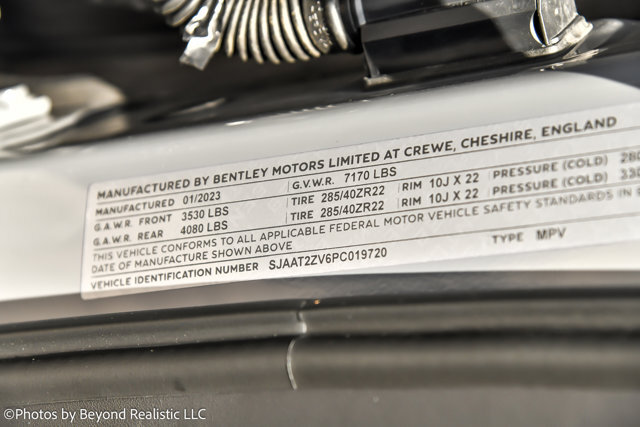 MANUFACTURED BY BENTLEY MOTORS LIMITED AT CREWE, CHESHIRE, ENGLAND
MANUFACTURED 01/2023 G.V.W.R. 7170 LBS
G.A.W.R. FRONT 3530 LBS TIRE 285/40ZR22 RIM 10J X 22 PRESSURE (COLD)
G.A.W.R. REAR 4080 LBS TIRE 285/40ZR22 RIM 10J X 22 PRESSURE (COLD)
THIS VEHICLE CONFORMS TO ALL APPLICABLE FEDERAL MOTOR VEHICLE SAFETY STANDARDS IN
DATE OF MANUFACTURE SHOWN ABOVE
VEHICLE IDENTIFICATION NUMBER SJAAT2ZV6PC019720 TYPE MPV
©Photos by Beyond Realistic LLC